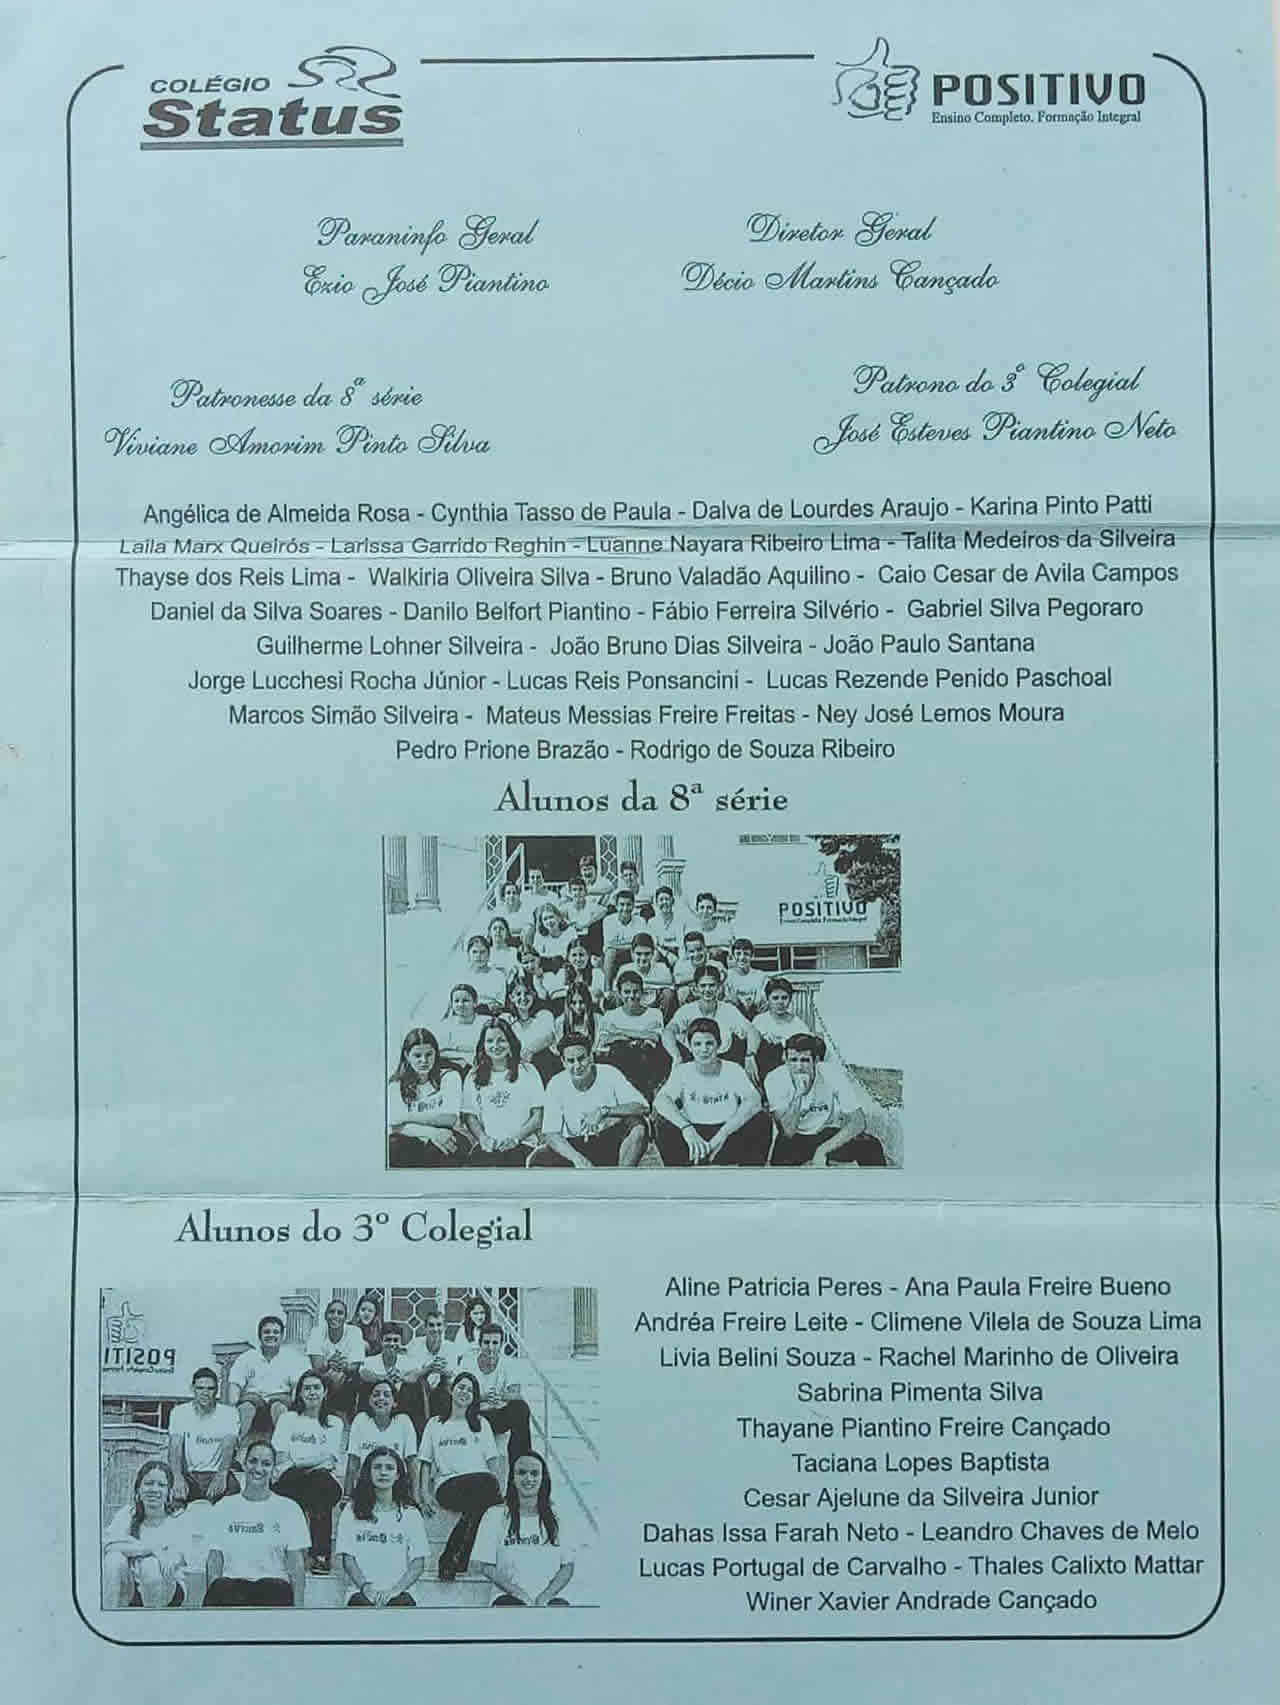 COLÉGIO
Status
POSITIVO
Ensino Completo. Formação Integral
Paraninfo Geral
Ezio José Piantino
Diretor Geral
Décio Martins Cançado
Patronesse da 8ª série
Viviane Amorim Pinto Silva
Patrono do 3º Colegial
José Esteves Piantino Neto
Angélica de Almeida Rosa - Cynthia Tasso de Paula - Dalva de Lourdes Araujo - Karina Pinto Patti
Laila Marx Queirós - Larissa Garrido Reghin - Luanne Nayara Ribeiro Lima - Talita Medeiros da Silveira
Thayse dos Reis Lima - Walkiria Oliveira Silva - Bruno Valadão Aquilino - Caio Cesar de Avila Campos
Daniel da Silva Soares - Danilo Belfort Piantino - Fábio Ferreira Silvério - Gabriel Silva Pegoraro
Guilherme Lohner Silveira - João Bruno Dias Silveira - João Paulo Santana
Jorge Lucchesi Rocha Júnior - Lucas Reis Ponsancini - Lucas Rezende Penido Paschoal
Marcos Simão Silveira - Mateus Messias Freire Freitas - Ney José Lemos Moura
Pedro Prione Brazão - Rodrigo de Souza Ribeiro
Alunos da 8ª série
POSITIVO
Ensino Completo. Formação Integral
Alunos do 3º Colegial
POSITI
Aline Patricia Peres - Ana Paula Freire Bueno
Andréa Freire Leite - Climene Vilela de Souza Lima
Livia Belini Souza - Rachel Marinho de Oliveira
Sabrina Pimenta Silva
Thayane Piantino Freire Cançado
Taciana Lopes Baptista
Cesar Ajelune da Silveira Junior
Dahas Issa Farah Neto - Leandro Chaves de Melo
Lucas Portugal de Carvalho - Thales Calixto Mattar
Winer Xavier Andrade Cançado